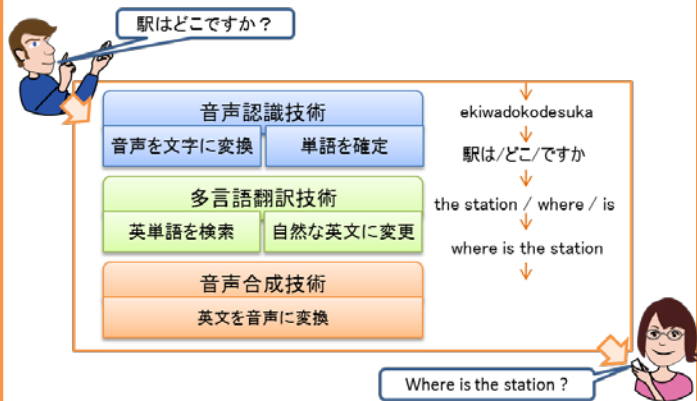 駅はどこですか？
音声認識技術
音声を文字に変換
単語を確定
多言語翻訳技術
英単語を検索
自然な英文に変更
音声合成技術
英文を音声に変換
ekiwadokodesuka
駅は/どこ/ですか
the station / where / is
where is the station
Where is the station ?